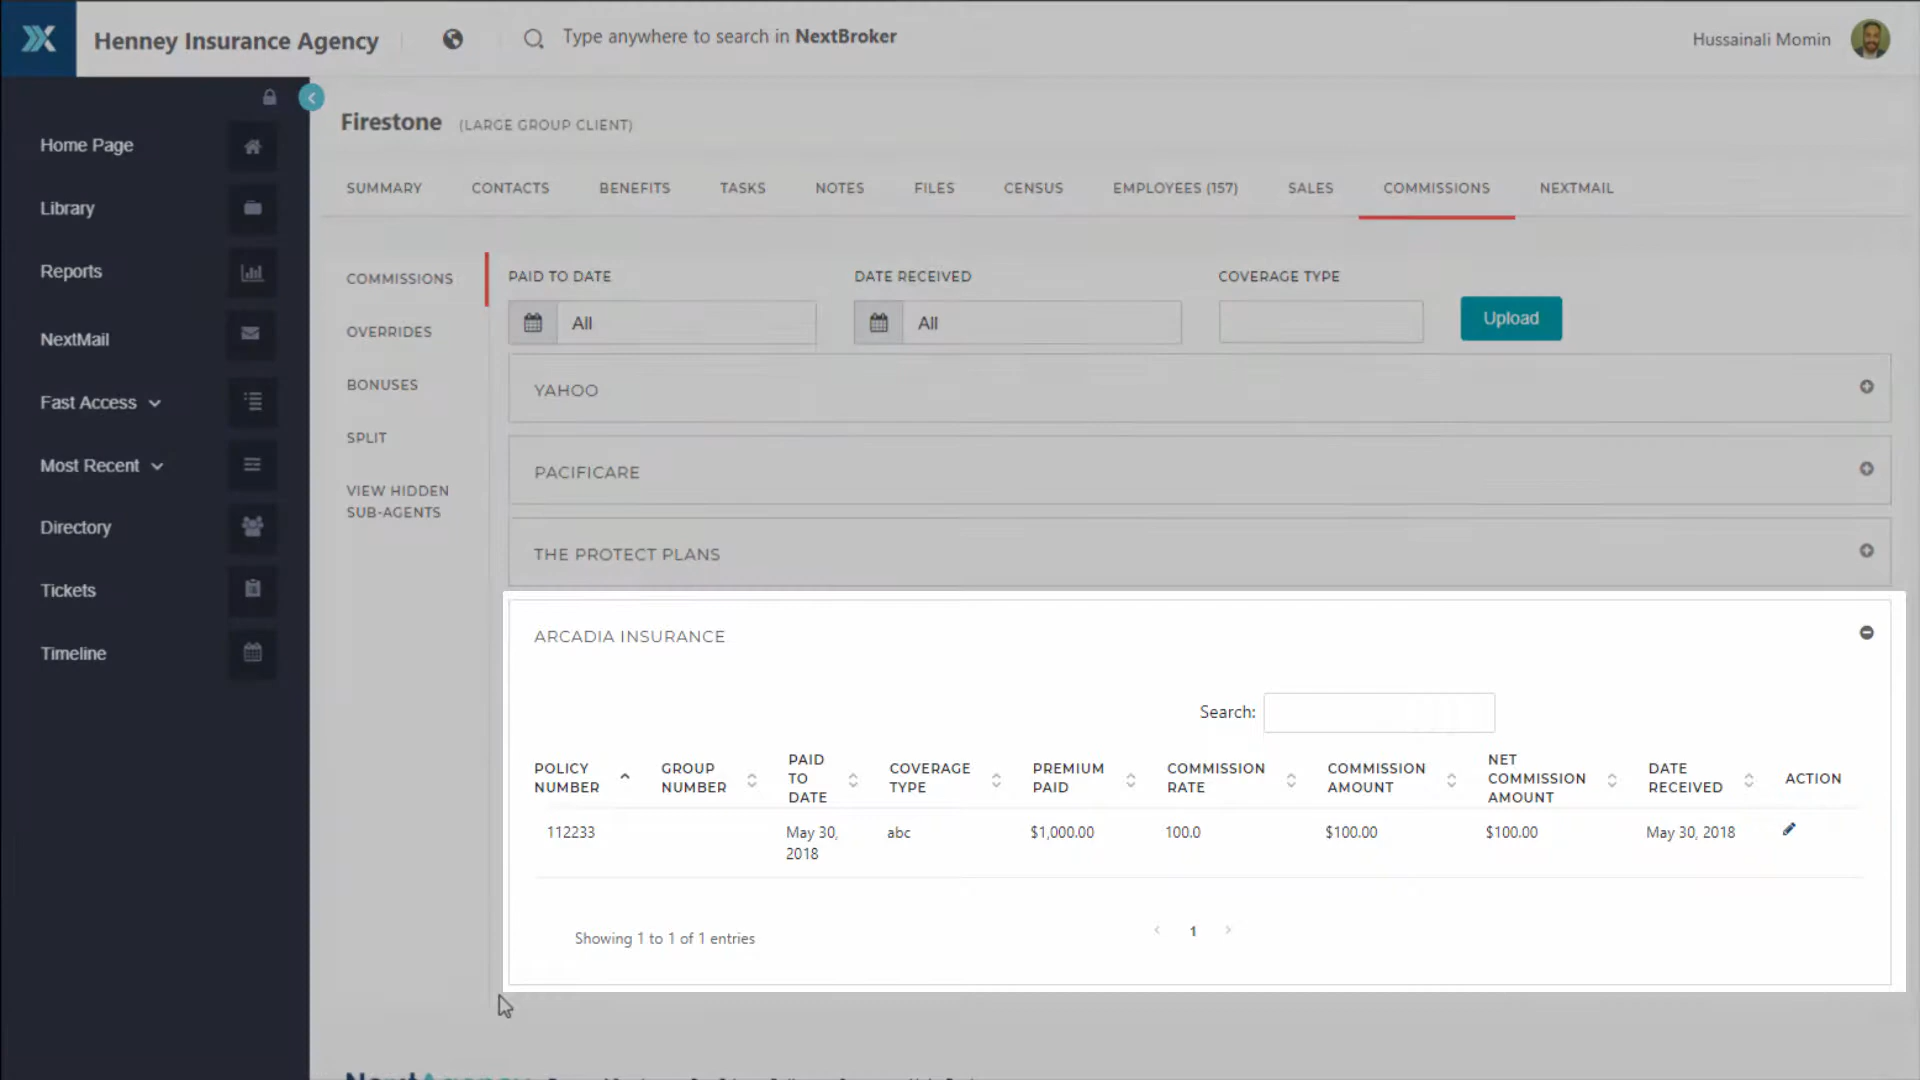 Henney Insurance Agency
Type anywhere to search in NextBroker
Hussainali Momin
Home Page
Library
Reports
NextMail
Fast Access
Most Recent
Directory
Tickets
Timeline
Firestone (LARGE GROUP CLIENT)
SUMMARY CONTACTS BENEFITS TASKS NOTES FILES CENSUS EMPLOYEES (157) SALES COMMISSIONS NEXTMAIL
COMMISSIONS
OVERRIDES
BONUSES
SPLIT
VIEW HIDDEN
SUB-AGENTS
PAID TO DATE DATE RECEIVED COVERAGE TYPE
All All Upload
YAHOO
PACIFICARE
THE PROTECT PLANS
ARCADIA INSURANCE
Search:
POLICY NUMBER GROUP NUMBER PAID TO DATE COVERAGE TYPE PREMIUM PAID COMMISSION RATE COMMISSION AMOUNT NET COMMISSION AMOUNT DATE RECEIVED ACTION
112233 May 30, 2018 abc $1,000.00 100.0 $100.00 $100.00 May 30, 2018
Showing 1 to 1 of 1 entries
1